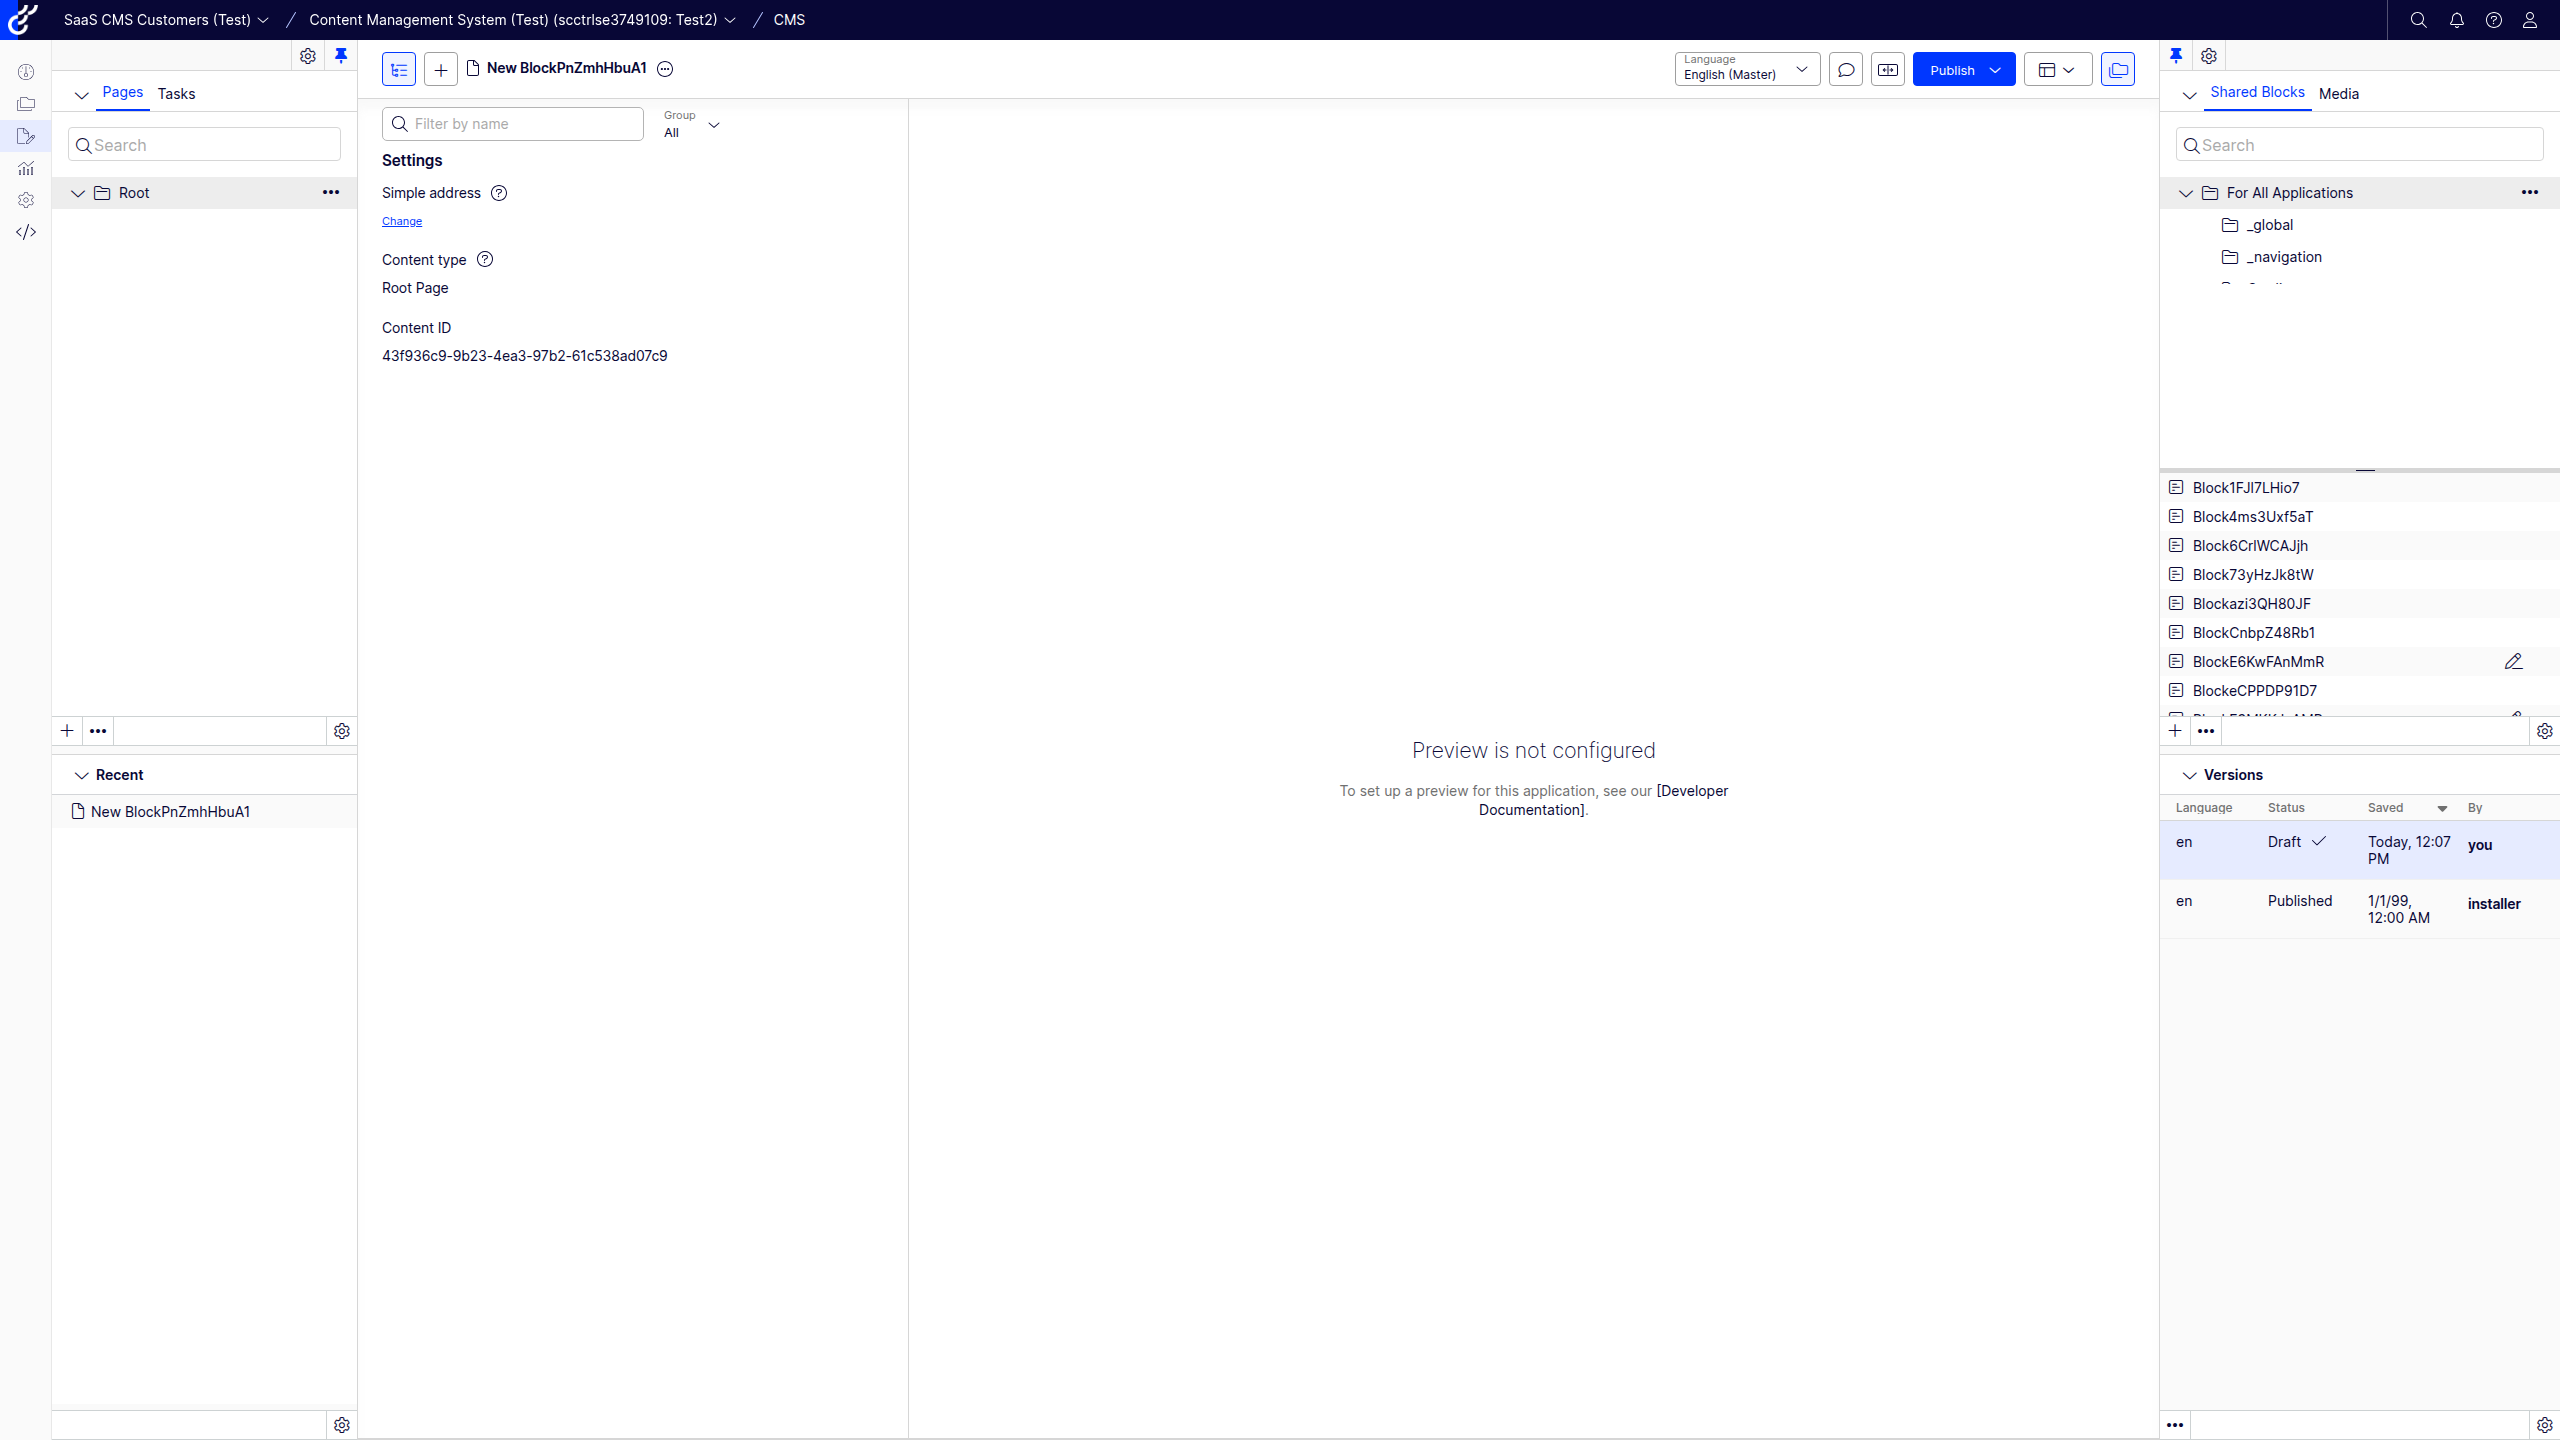 SaaS CMS Customers (Test) / Content Management System (Test) (scctrlse3749109: Test2) / CMS
Pages Tasks
Search
Root
Recent
New BlockPnZmhHbuA1
New BlockPnZmhHbuA1
Language
English (Master)
Publish
Filter by name
Group
All
Settings
Simple address
Change
Content type
Root Page
Content ID
43f936c9-9b23-4ea3-97b2-61c538ad07c9
Preview is not configured
To set up a preview for this application, see our [Developer
Documentation].
Shared Blocks Media
Search
For All Applications
_global
_navigation
Block1FJl7LHio7
Block4ms3Uxf5aT
Block6CrlWCAJjh
Block73yHzJk8tW
Blockazi3QH80JF
BlockCnbpZ48Rb1
BlockE6KwFAnMmR
BlockeCPPDP91D7
Versions
Language Status Saved By
en Draft Today, 12:07 PM you
en Published 1/1/99, 12:00 AM installer